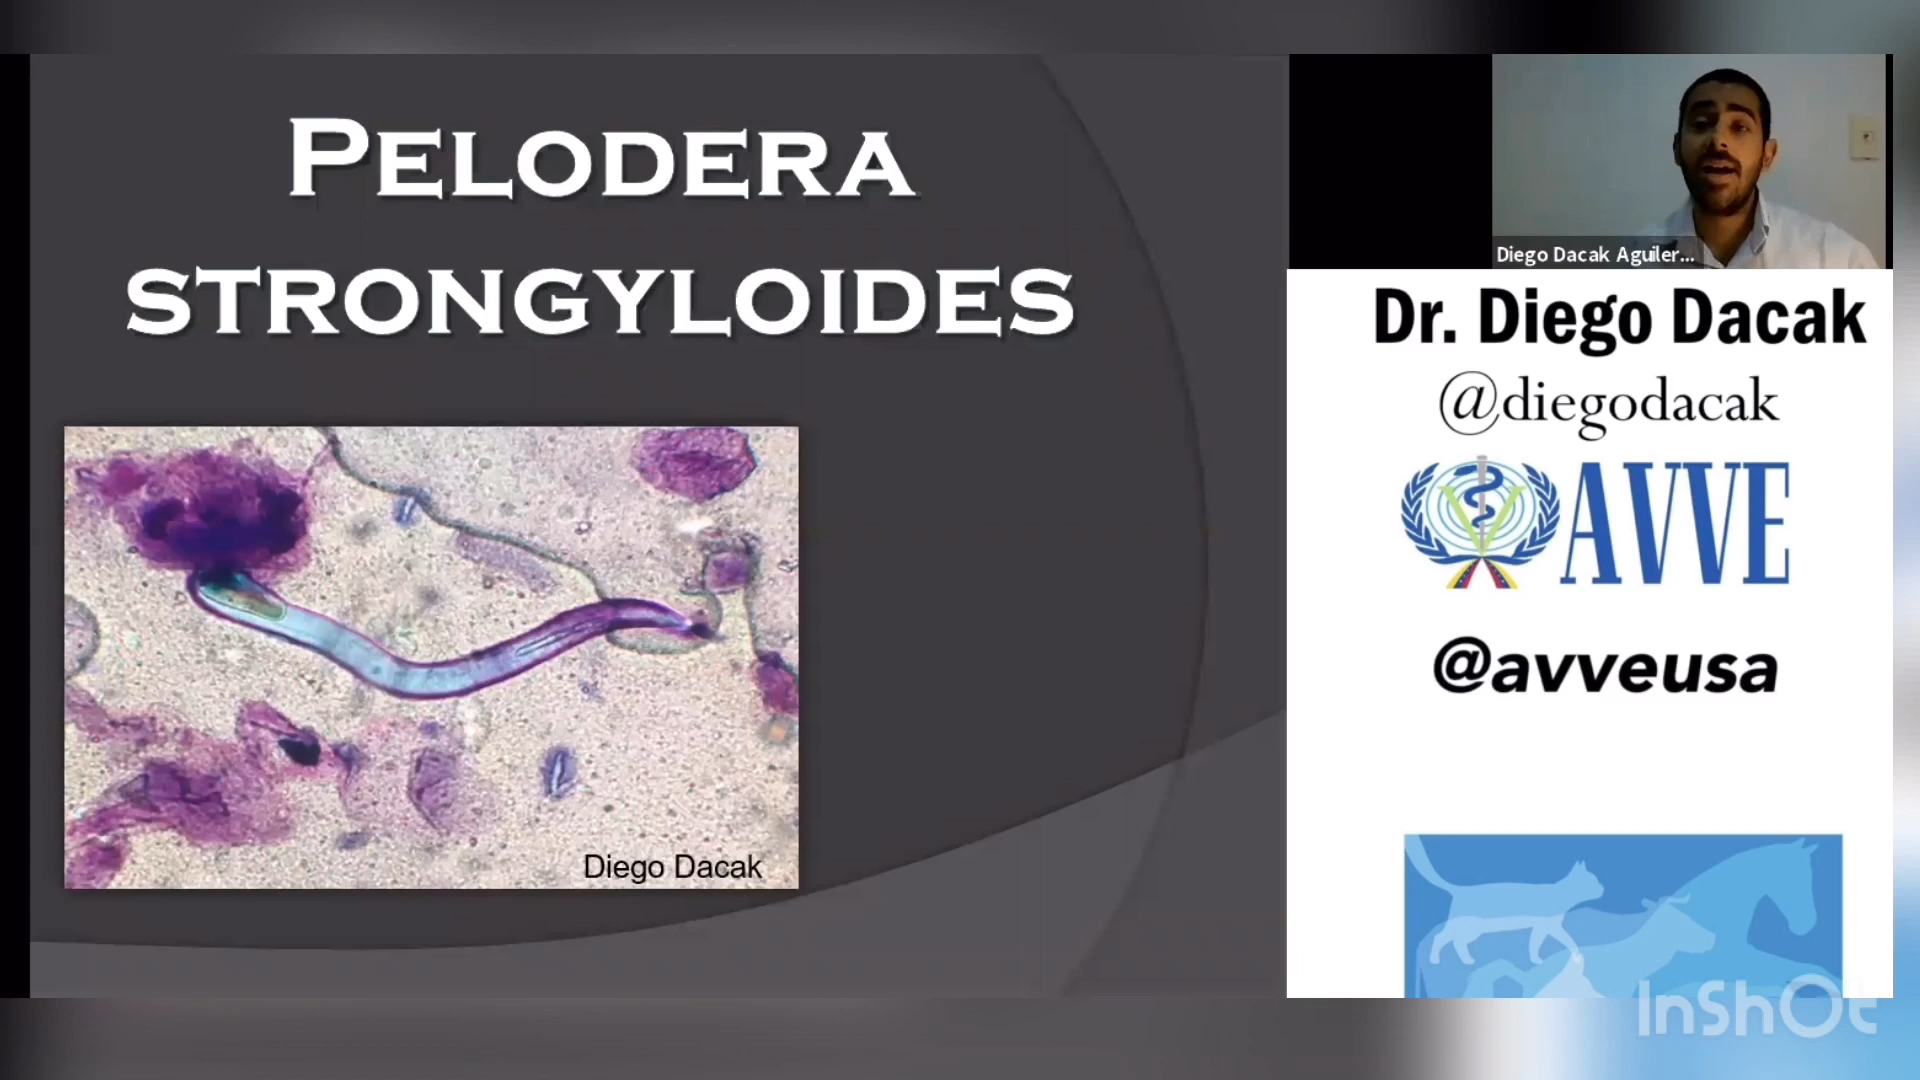 PELODERA
STRONGYLOIDES
Diego Dacak
Diego Dacak Aguiler...
Dr. Diego Dacak
@diegodacak
AVVE
@avveusa
InShOt